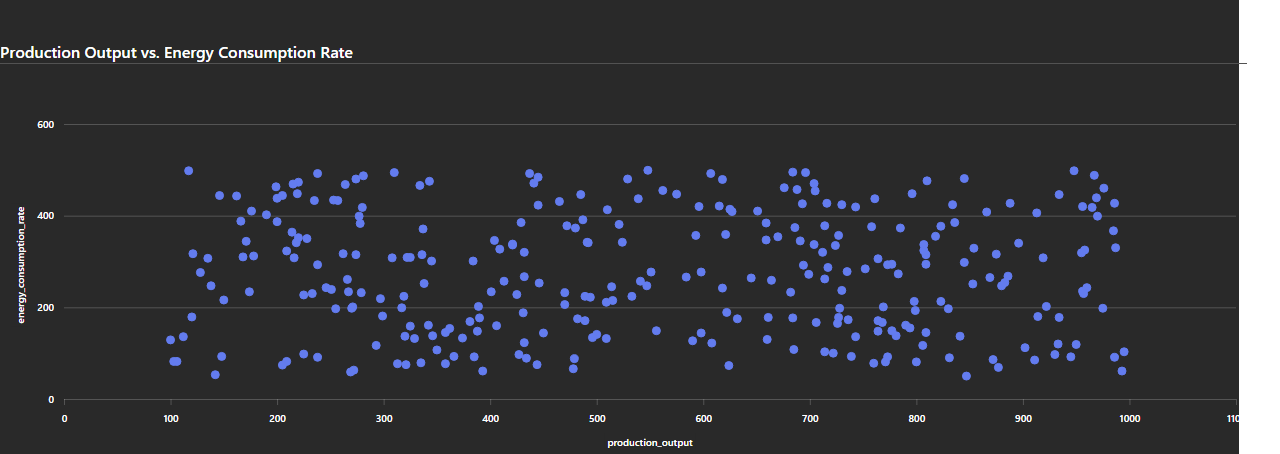 Production Output vs. Energy Consumption Rate
600
400
energy_consumption_rate
200
0
0 100 200 300 400 500 600 700 800 900 1000 110
production_output